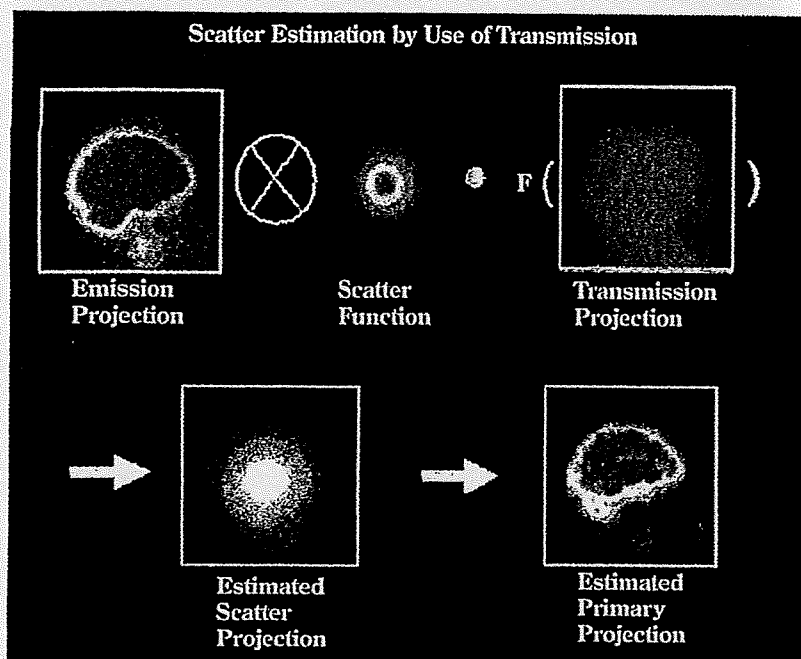 Scatter Estimation by Use of Transmission
F ( )
Emission
Projection
Scatter
Function
Transmission
Projection
Estimated
Scatter
Projection
Estimated
Primary
Projection